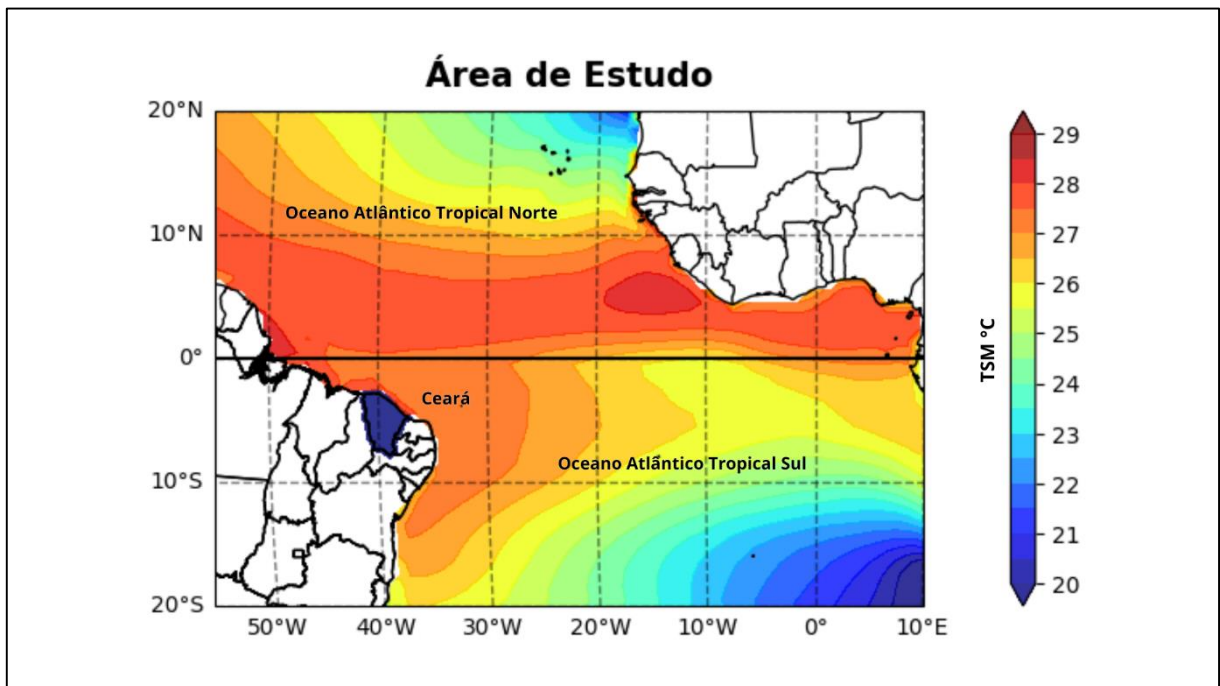 Área de Estudo
20°N
10°N
0°
10°S
20°S
50°W 40°W 30°W 20°W 10°W 0° 10°E
Oceano Atlântico Tropical Norte
Ceará
Oceano Atlântico Tropical Sul
29
28
27
26
25
24
23
22
21
20
TSM °C